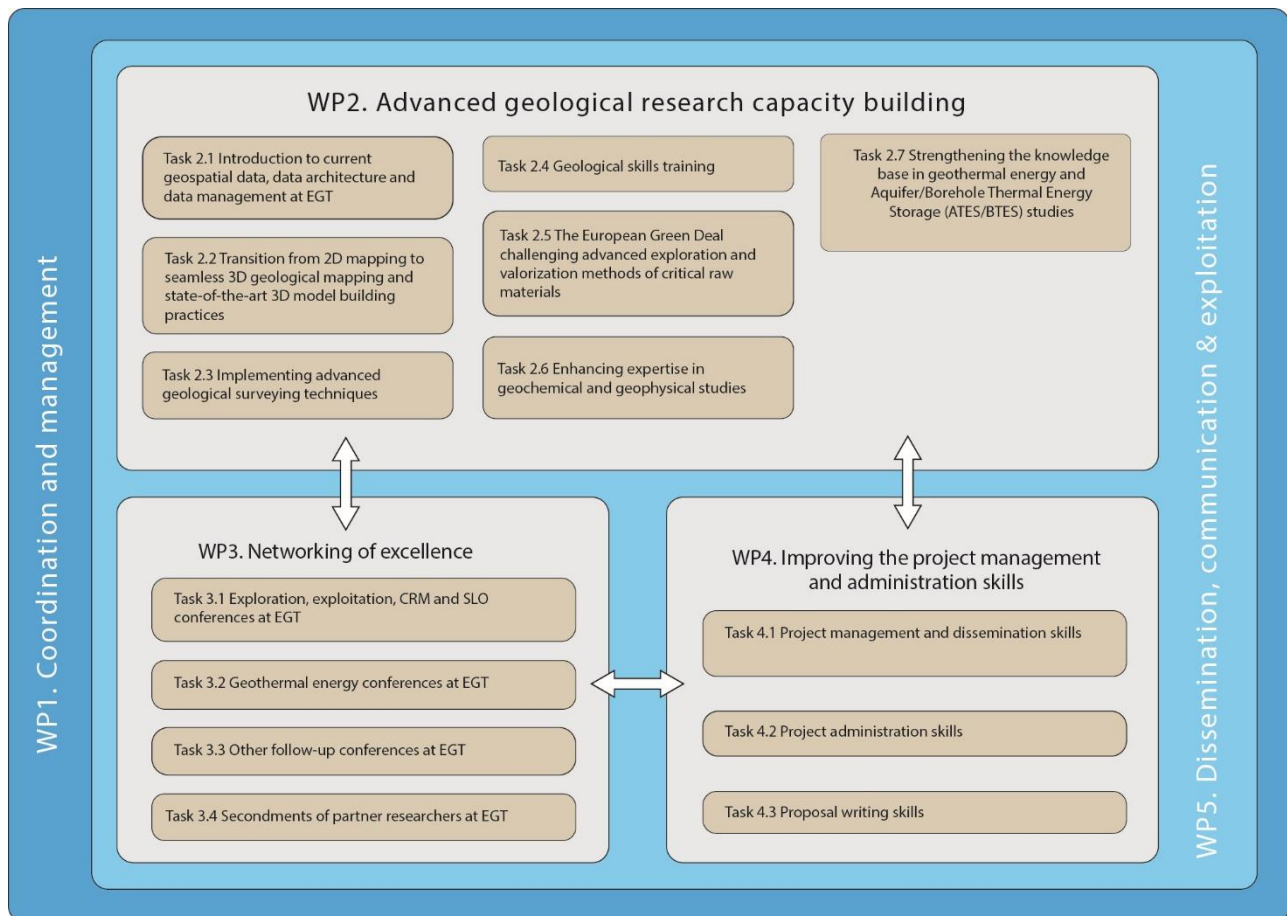 WP1. Coordination and management
WP2. Advanced geological research capacity building
Task 2.1 Introduction to current
geospatial data, data architecture and
data management at EGT
Task 2.2 Transition from 2D mapping to
seamless 3D geological mapping and
state-of-the-art 3D model building
practices
Task 2.3 Implementing advanced
geological surveying techniques
Task 2.4 Geological skills training
Task 2.5 The European Green Deal
challenging advanced exploration and
valorization methods of critical raw
materials
Task 2.6 Enhancing expertise in
geochemical and geophysical studies
Task 2.7 Strengthening the knowledge
base in geothermal energy and
Aquifer/Borehole Thermal Energy
Storage (ATES/BTES) studies
WP3. Networking of excellence
Task 3.1 Exploration, exploitation, CRM and SLO
conferences at EGT
Task 3.2 Geothermal energy conferences at EGT
Task 3.3 Other follow-up conferences at EGT
Task 3.4 Secondments of partner researchers at EGT
WP4. Improving the project management
and administration skills
Task 4.1 Project management and dissemination skills
Task 4.2 Project administration skills
Task 4.3 Proposal writing skills
WP5. Dissemination, communication & exploitation